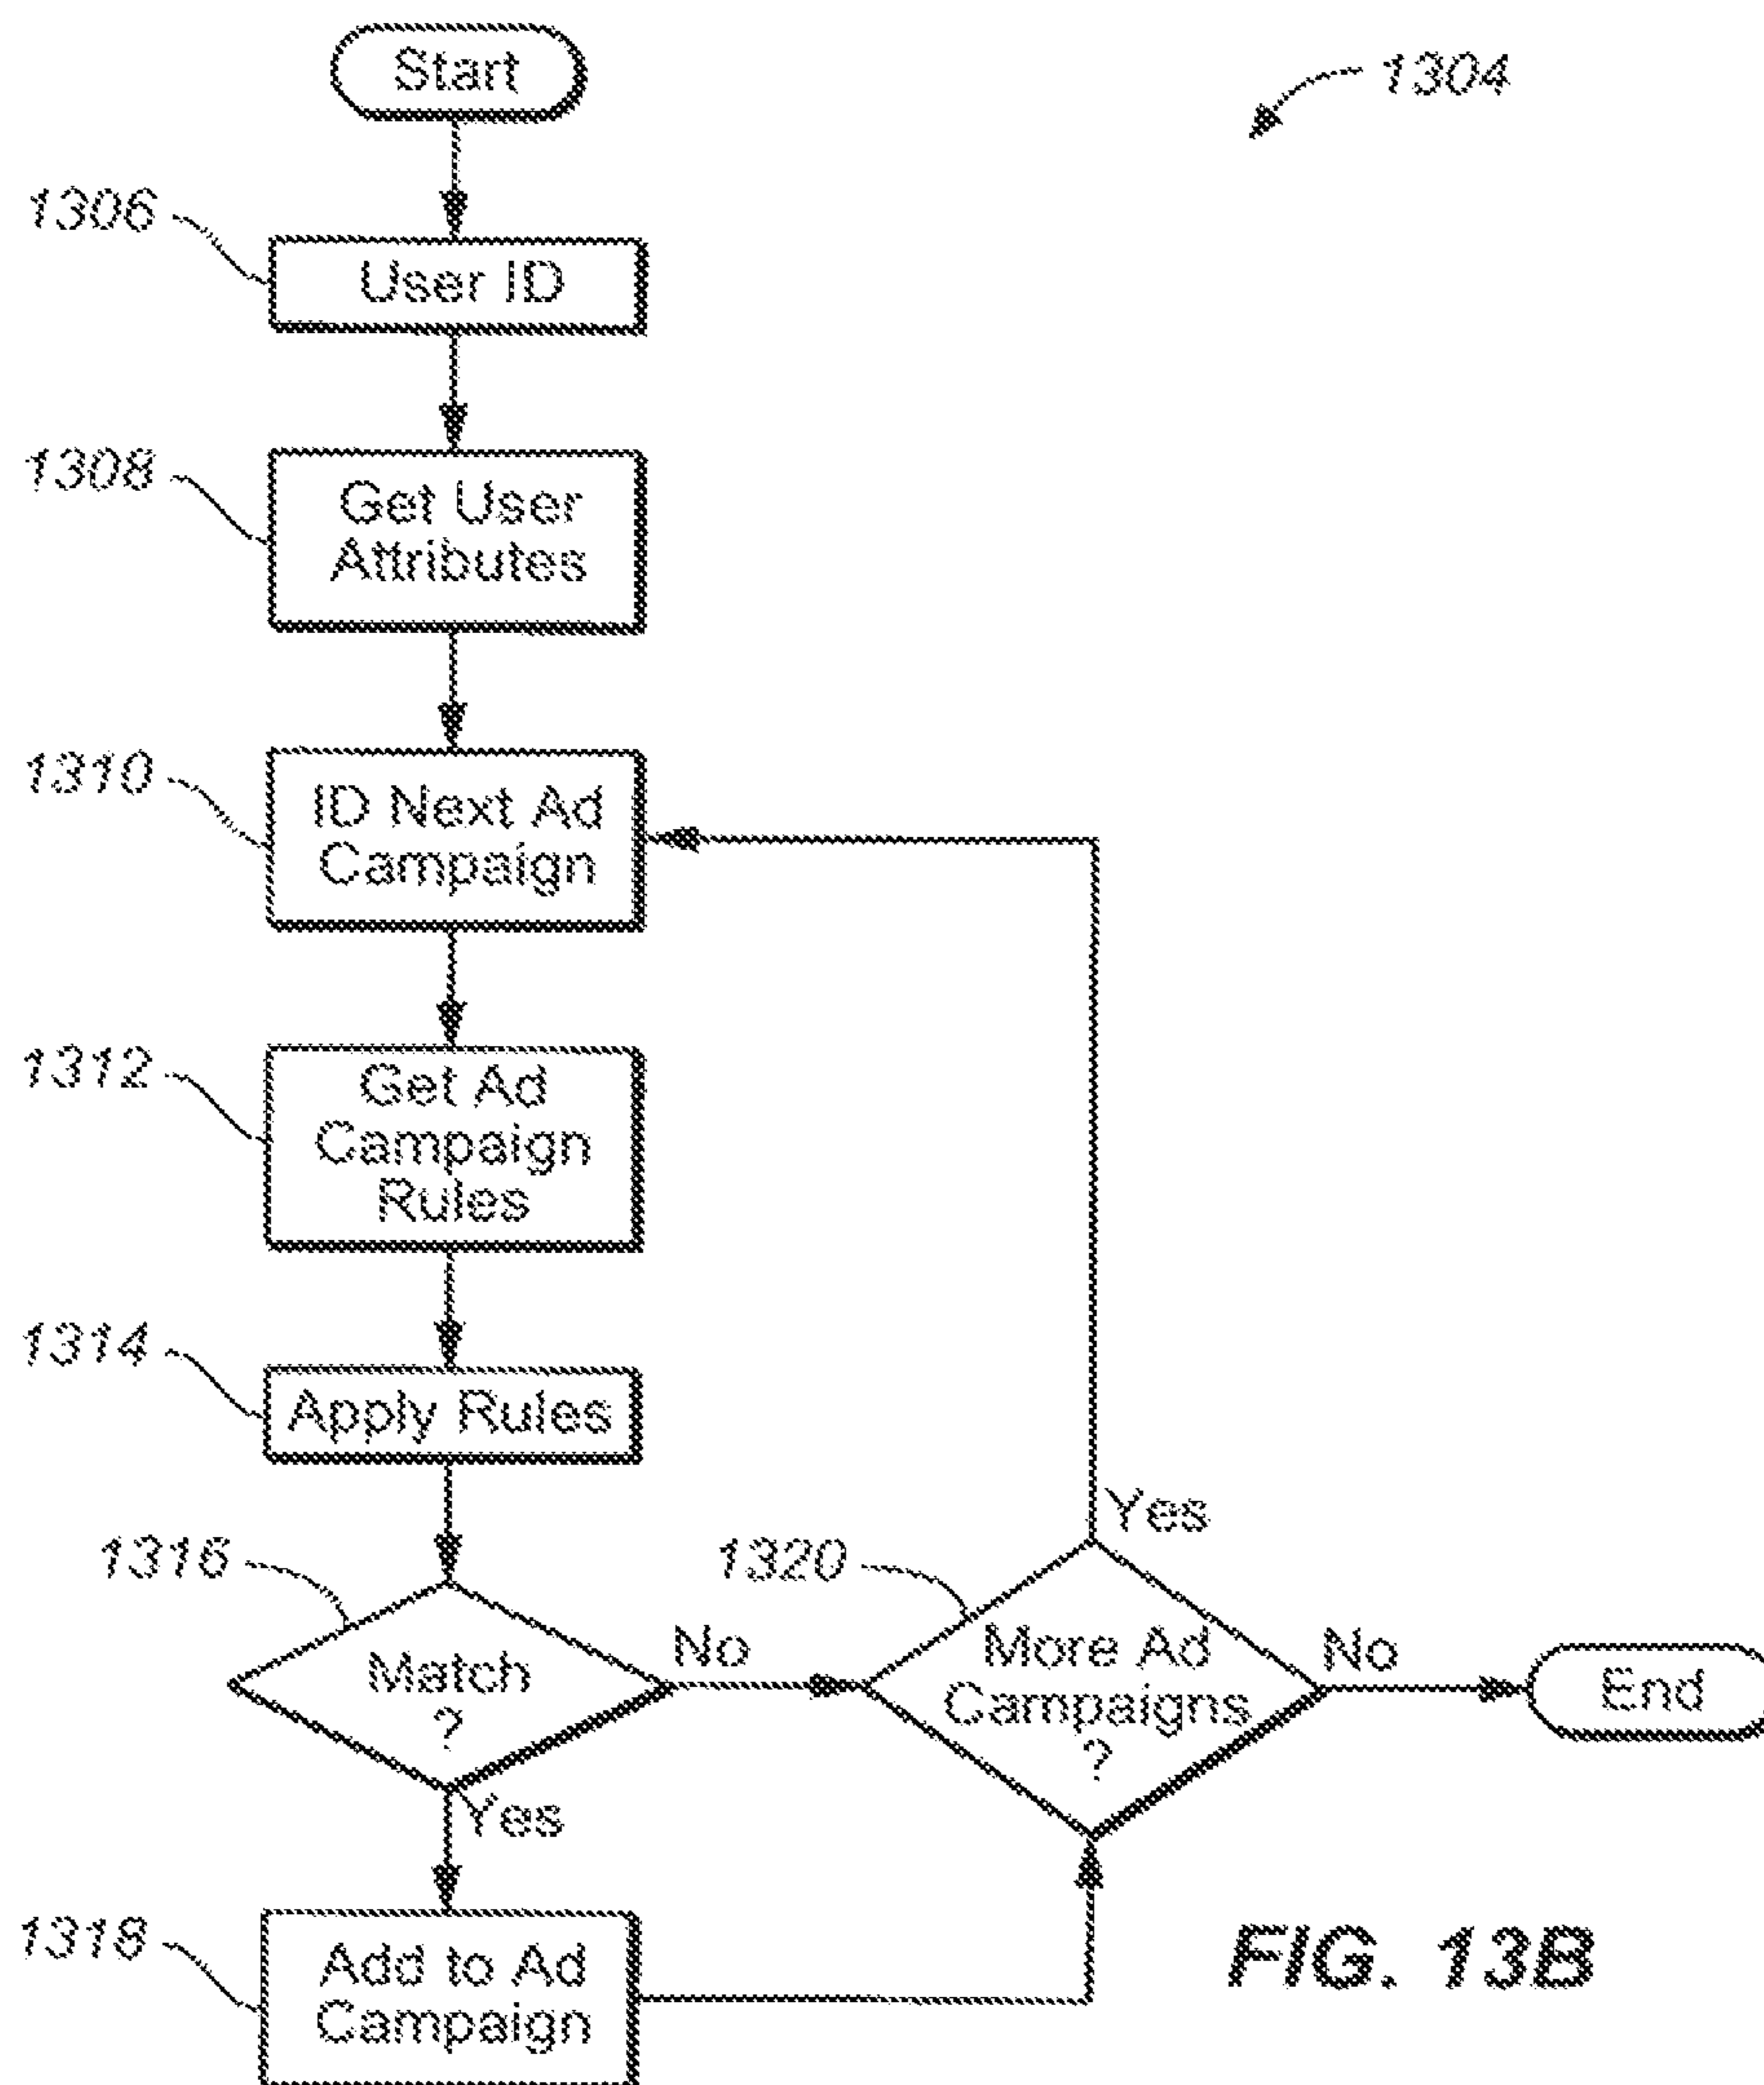 Start
1304
1306
User ID
1308
Get User
Attributes
1310
ID Next Ad
Campaign
1312
Get Ad
Campaign
Rules
1314
Apply Rules
1316
Match
?
No
Yes
1320
More Ad
Campaigns
?
Yes
No
End
1318
Add to Ad
Campaign
FIG. 13B